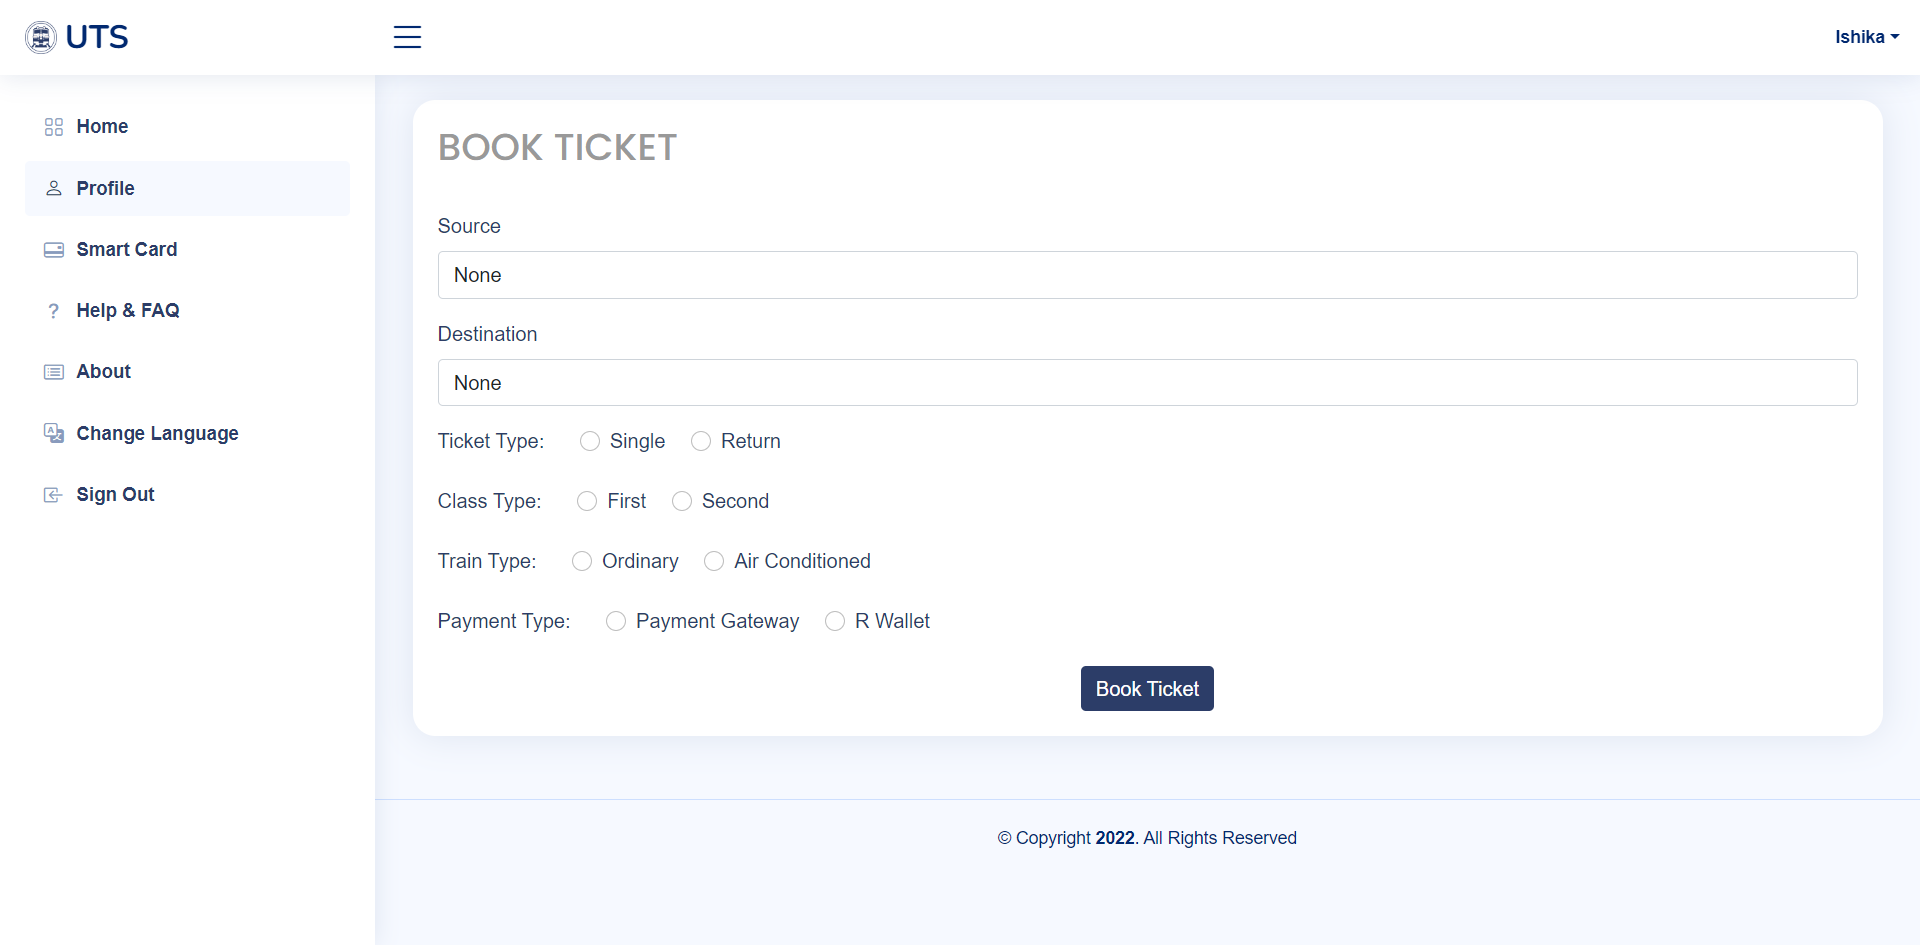 UTS
Ishika
Home
Profile
Smart Card
Help & FAQ
About
Change Language
Sign Out
BOOK TICKET
Source
None
Destination
None
Ticket Type: Single Return
Class Type: First Second
Train Type: Ordinary Air Conditioned
Payment Type: Payment Gateway R Wallet
Book Ticket
© Copyright 2022. All Rights Reserved